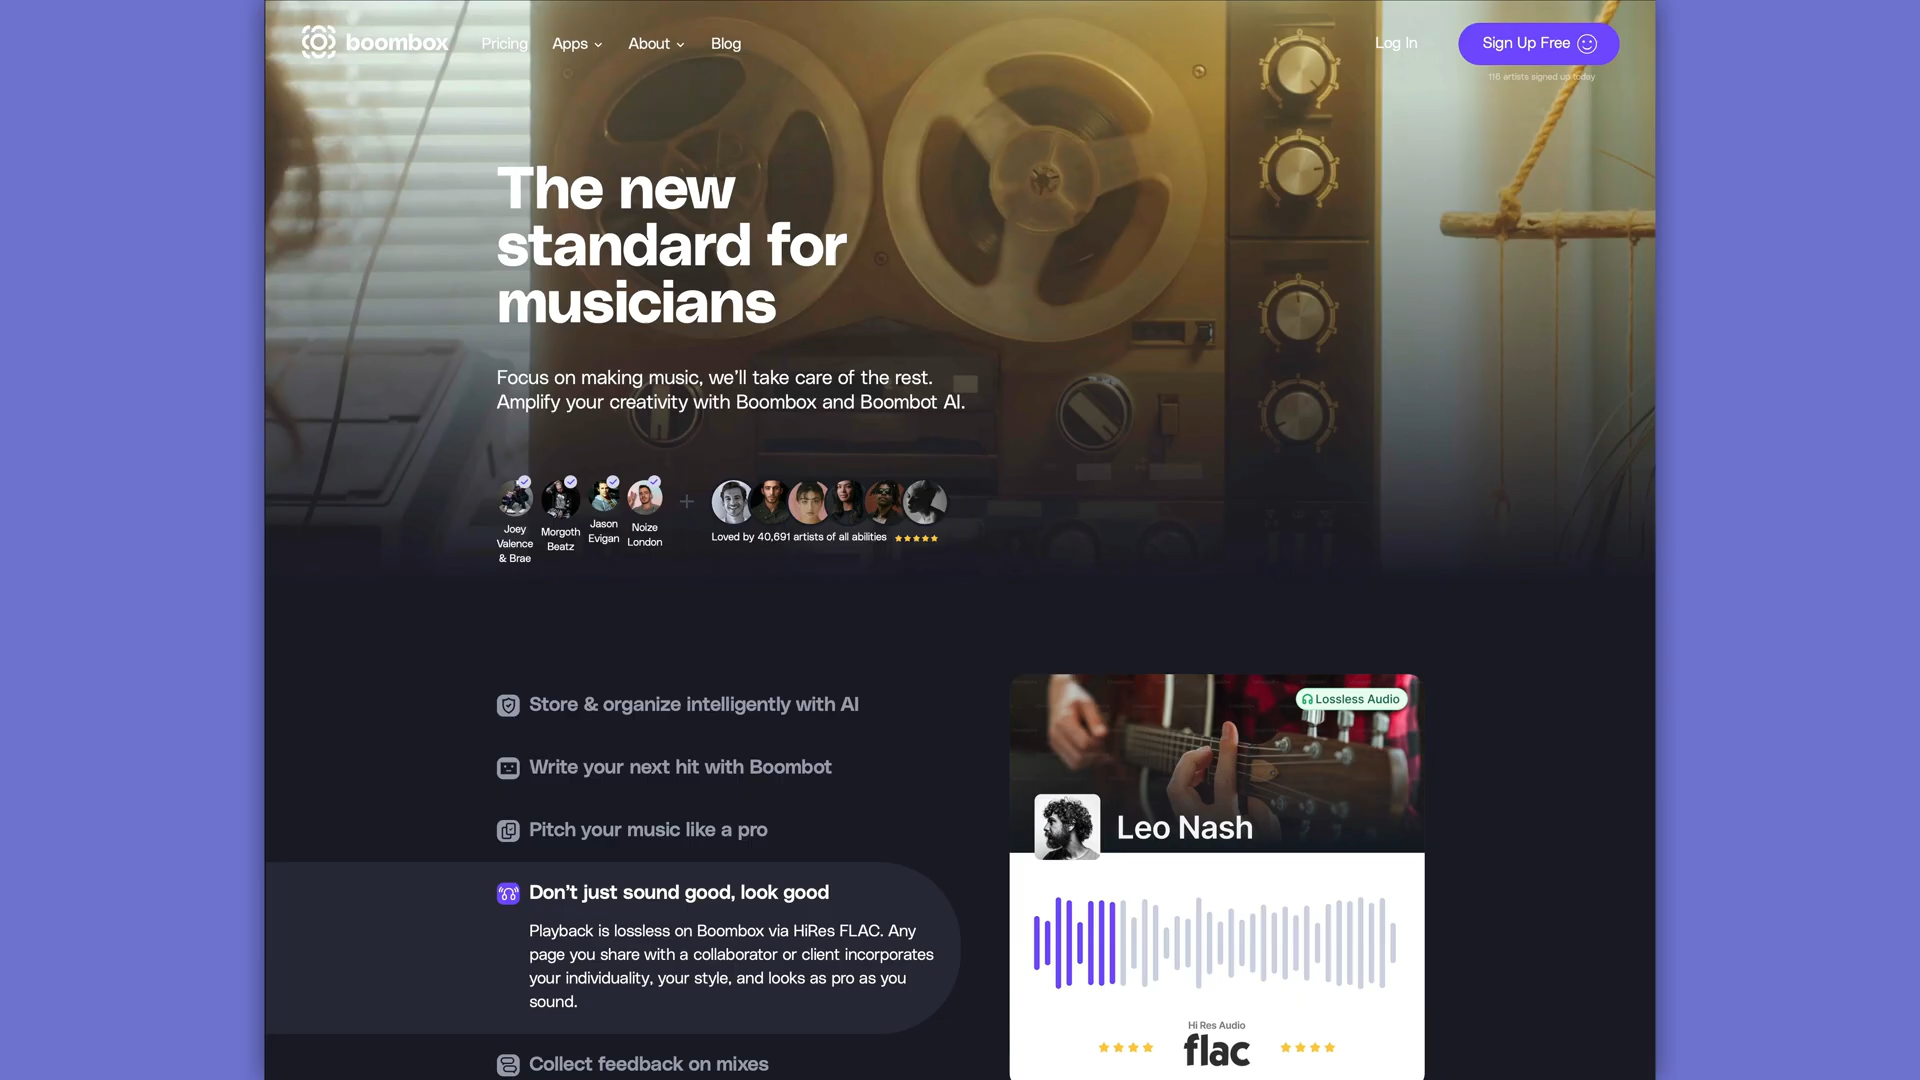 boombox
Pricing
Apps
About
Blog
Log In
Sign Up Free
116 artists signed up today
The new
standard for
musicians
Focus on making music, we'll take care of the rest.
Amplify your creativity with Boombox and Boombot AI.
Joey
Valence
& Brae
Morgoth
Beatz
Jason
Evigan
Noize
London
Loved by 40,691 artists of all abilities
Store & organize intelligently with AI
Write your next hit with Boombot
Pitch your music like a pro
Don't just sound good, look good
Playback is lossless on Boombox via HiRes FLAC. Any
page you share with a collaborator or client incorporates
your individuality, your style, and looks as pro as you
sound.
Collect feedback on mixes
Lossless Audio
Leo Nash
Hi Res Audio
flac